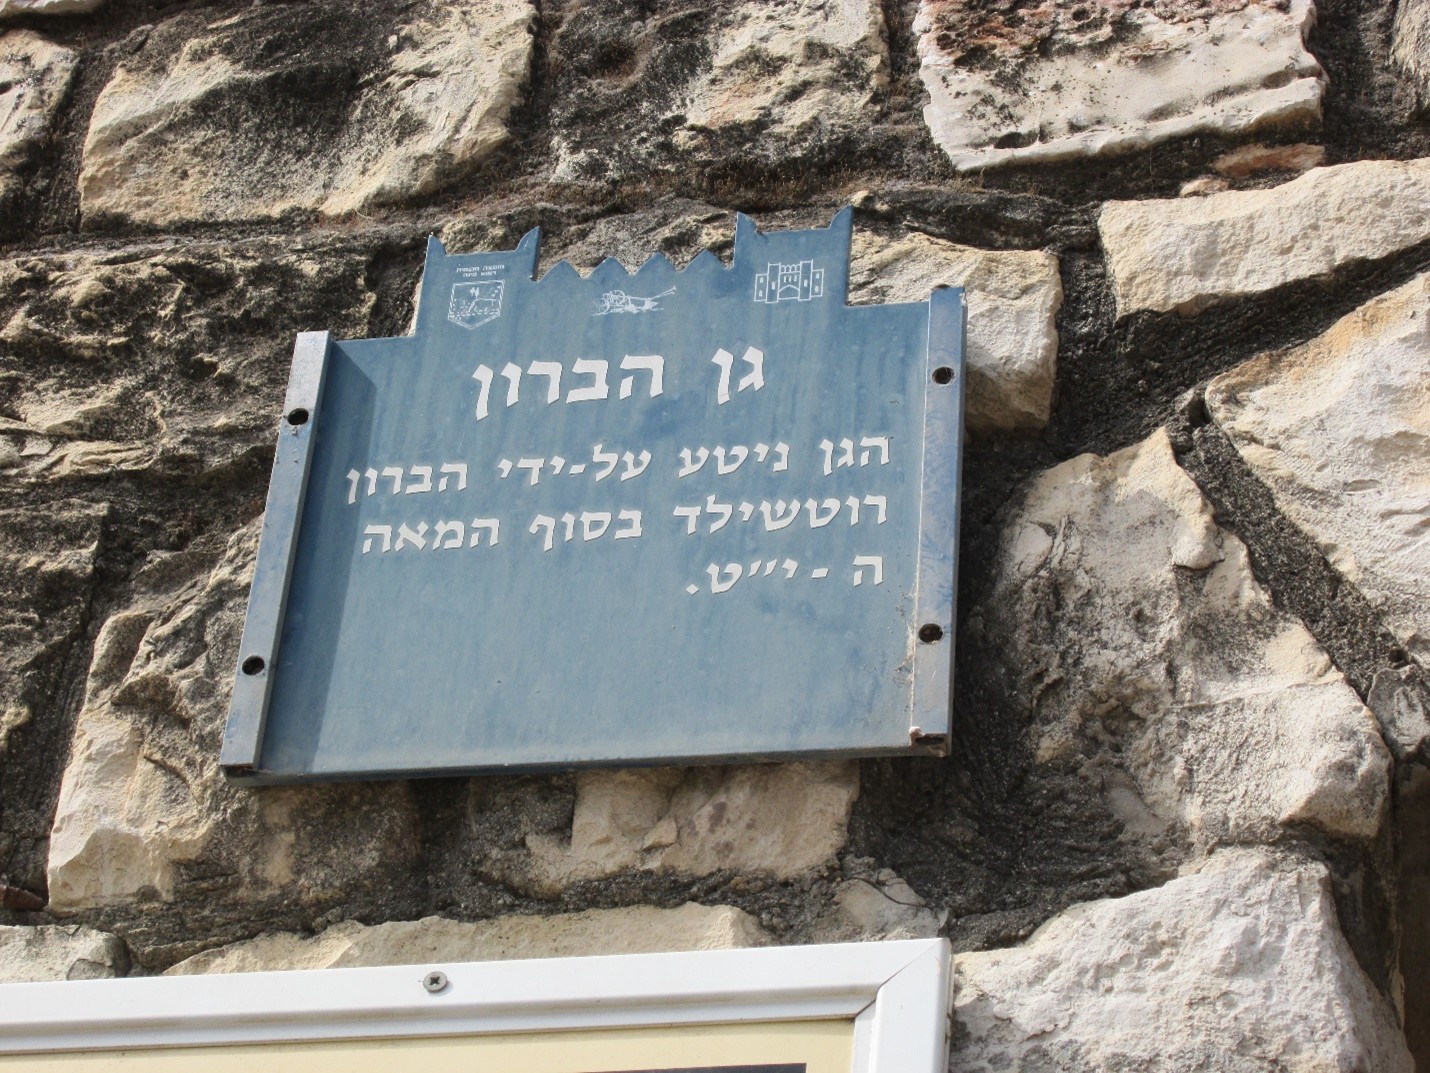 גן הברון
הגן ניטע על-ידי הברון
רוטשילד בסוף המאה
ה - י״ט.